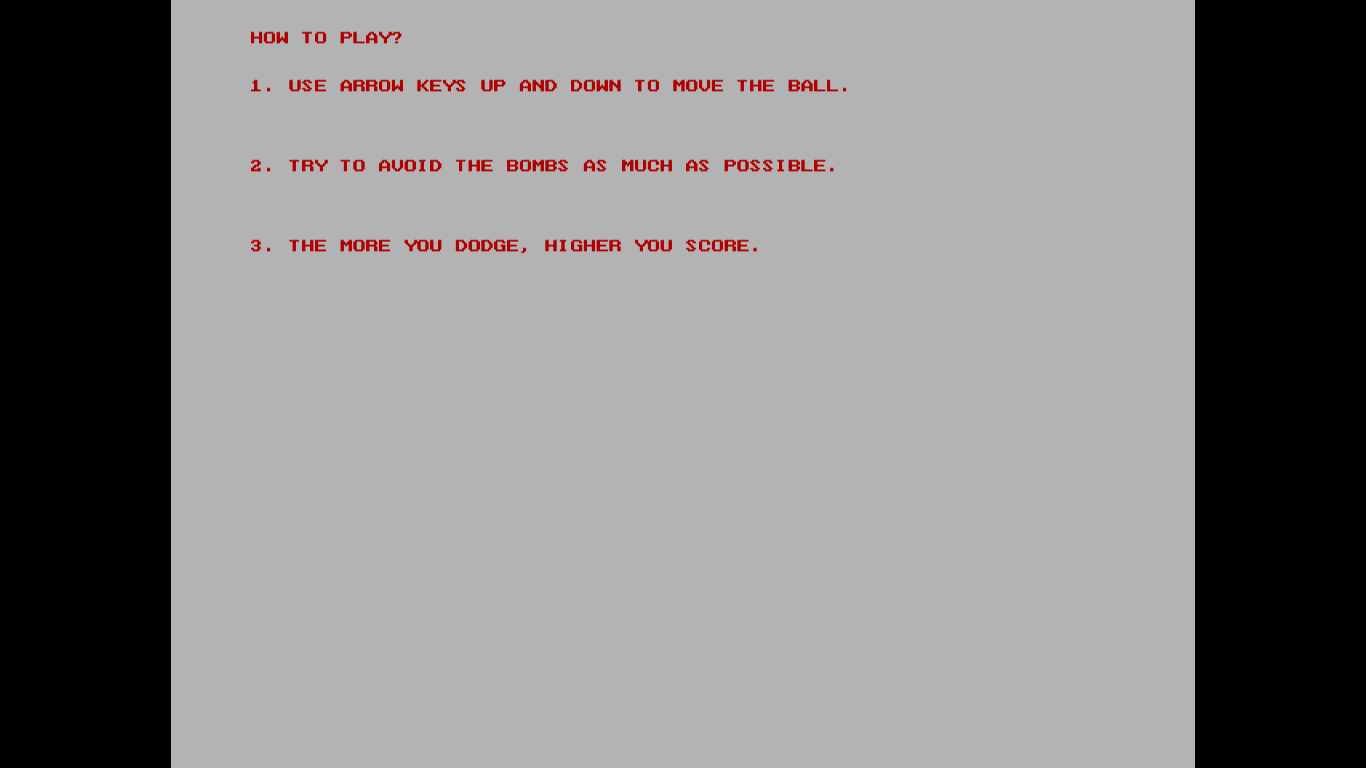 HOW TO PLAY?
1. USE ARROW KEYS UP AND DOWN TO MOVE THE BALL.
2. TRY TO AVOID THE BOMBS AS MUCH AS POSSIBLE.
3. THE MORE YOU DODGE, HIGHER YOU SCORE.